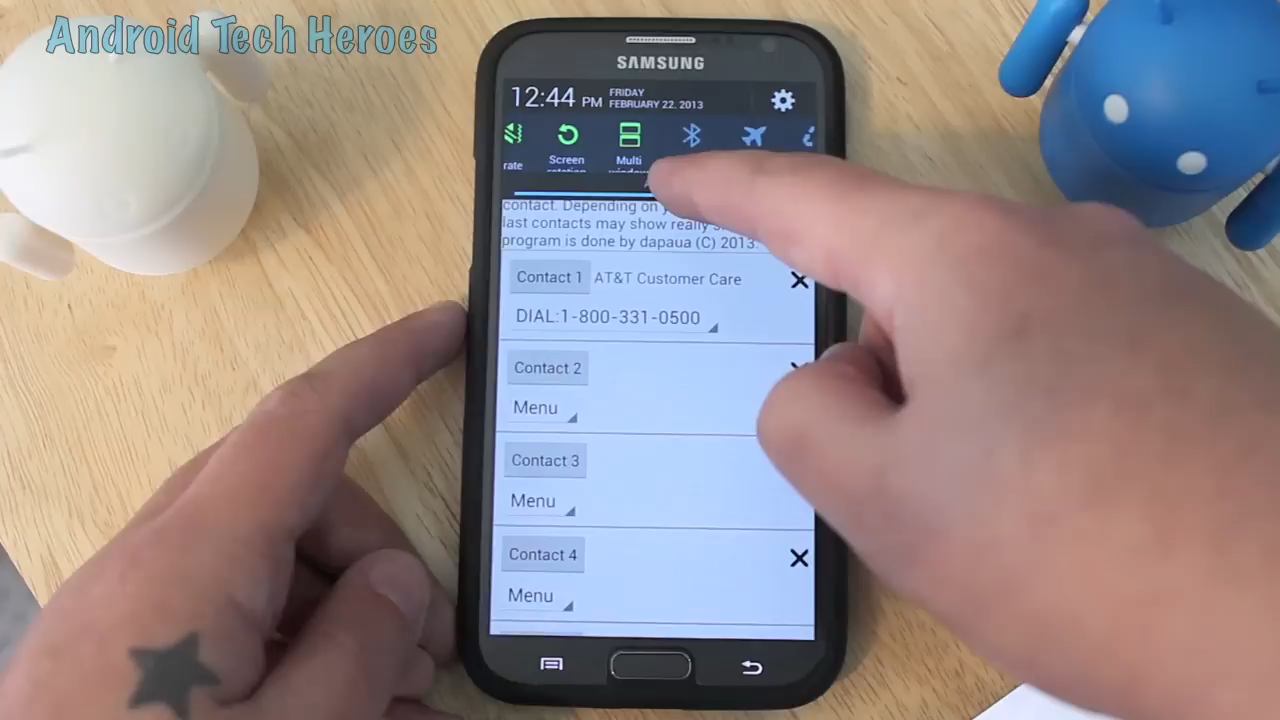 Android Tech Heroes
SAMSUNG
12:44 PM FRIDAY
FEBRUARY 22, 2013
rate
Screen
rotation
Multi
window
contact. Depending on
last contacts may show really
program is done by dapaua (C) 2013.
Contact 1 AT&T Customer Care
DIAL:1-800-331-0500
Contact 2
Menu
Contact 3
Menu
Contact 4
Menu